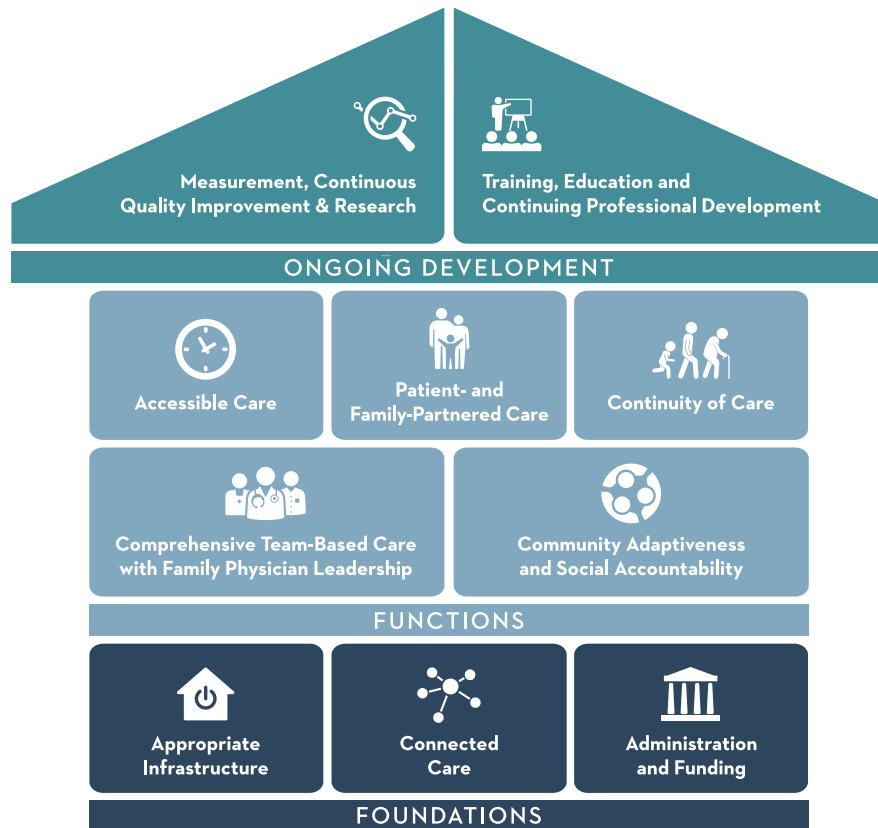 Measurement, Continuous
Quality Improvement & Research
Training, Education and
Continuing Professional Development
ONGOING DEVELOPMENT
Accessible Care
Patient- and
Family-Partnered Care
Continuity of Care
Comprehensive Team-Based Care
with Family Physician Leadership
Community Adaptiveness
and Social Accountability
FUNCTIONS
Appropriate
Infrastructure
Connected
Care
Administration
and Funding
FOUNDATIONS